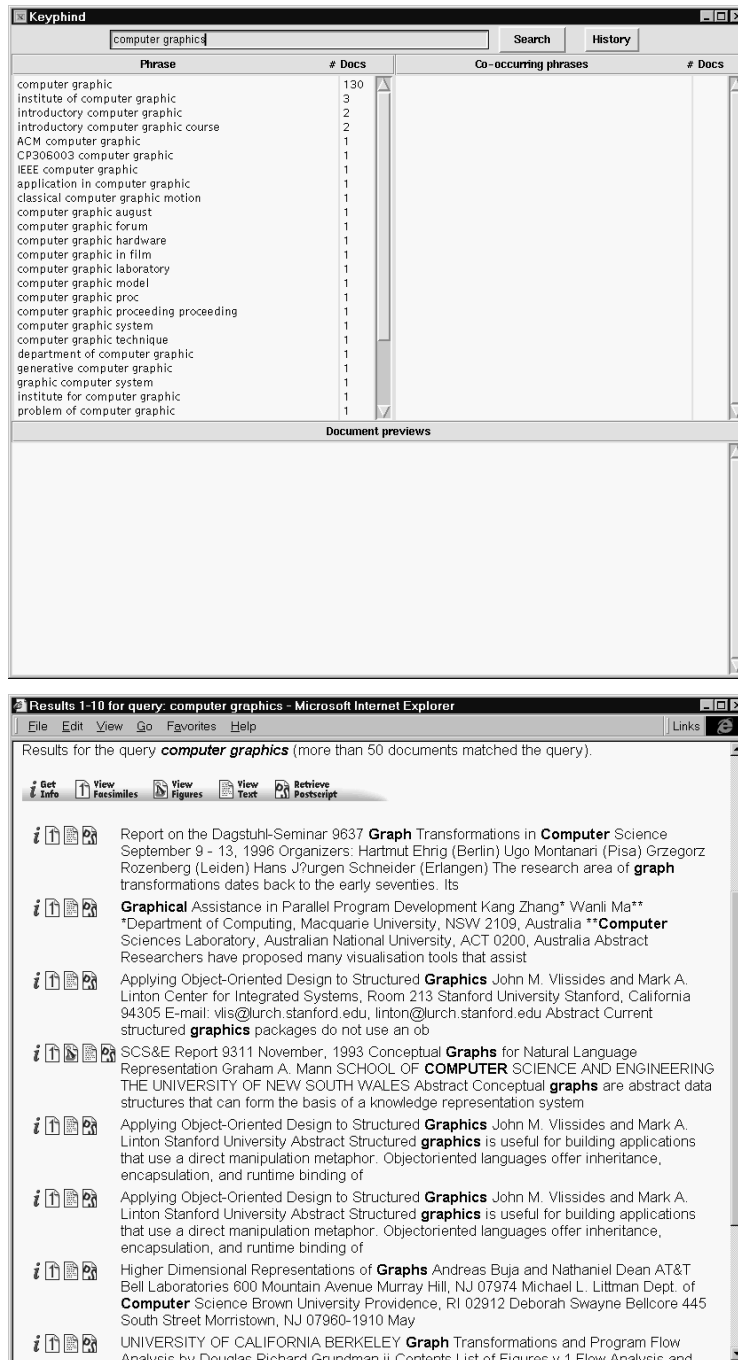 Keyphind
computer graphics Search History
Phrase # Docs Co-occurring phrases # Docs
computer graphic 130
institute of computer graphic 3
introductory computer graphic 2
introductory computer graphic course 2
ACM computer graphic 1
CP306003 computer graphic 1
IEEE computer graphic 1
application in computer graphic 1
classical computer graphic motion 1
computer graphic august 1
computer graphic forum 1
computer graphic hardware 1
computer graphic in film 1
computer graphic laboratory 1
computer graphic model 1
computer graphic proc 1
computer graphic proceeding proceeding 1
computer graphic system 1
computer graphic technique 1
department of computer graphic 1
generative computer graphic 1
graphic computer system 1
institute for computer graphic 1
problem of computer graphic 1
Document previews
Results 1-10 for query: computer graphics - Microsoft Internet Explorer
File Edit View Go Favorites Help Links
Results for the query computer graphics (more than 50 documents matched the query).
i Get Info View Facsimiles View Figures View Text Retrieve Postscript
i Report on the Dagstuhl-Seminar 9637 Graph Transformations in Computer Science
September 9 - 13, 1996 Organizers: Hartmut Ehrig (Berlin) Ugo Montanari (Pisa) Grzegorz
Rozenberg (Leiden) Hans J?urgen Schneider (Erlangen) The research area of graph
transformations dates back to the early seventies. Its
i Graphical Assistance in Parallel Program Development Kang Zhang* Wanli Ma**
*Department of Computing, Macquarie University, NSW 2109, Australia **Computer
Sciences Laboratory, Australian National University, ACT 0200, Australia Abstract
Researchers have proposed many visualisation tools that assist
i Applying Object-Oriented Design to Structured Graphics John M. Vlissides and Mark A.
Linton Center for Integrated Systems, Room 213 Stanford University Stanford, California
94305 E-mail: vlis@lurch.stanford.edu, linton@lurch.stanford.edu Abstract Current
structured graphics packages do not use an ob
i SCS&E Report 9311 November, 1993 Conceptual Graphs for Natural Language
Representation Graham A. Mann SCHOOL OF COMPUTER SCIENCE AND ENGINEERING
THE UNIVERSITY OF NEW SOUTH WALES Abstract Conceptual graphs are abstract data
structures that can form the basis of a knowledge representation system
i Applying Object-Oriented Design to Structured Graphics John M. Vlissides and Mark A.
Linton Stanford University Abstract Structured graphics is useful for building applications
that use a direct manipulation metaphor. Objectoriented languages offer inheritance,
encapsulation, and runtime binding of
i Applying Object-Oriented Design to Structured Graphics John M. Vlissides and Mark A.
Linton Stanford University Abstract Structured graphics is useful for building applications
that use a direct manipulation metaphor. Objectoriented languages offer inheritance,
encapsulation, and runtime binding of
i Higher Dimensional Representations of Graphs Andreas Buja and Nathaniel Dean AT&T
Bell Laboratories 600 Mountain Avenue Murray Hill, NJ 07974 Michael L. Littman Dept. of
Computer Science Brown University Providence, RI 02912 Deborah Swayne Bellcore 445
South Street Morristown, NJ 07960-1910 May
i UNIVERSITY OF CALIFORNIA BERKELEY Graph Transformations and Program Flow
Analysis by Douglas Richard Grundman ii Contents List of Figures v 1 Flow Analysis and